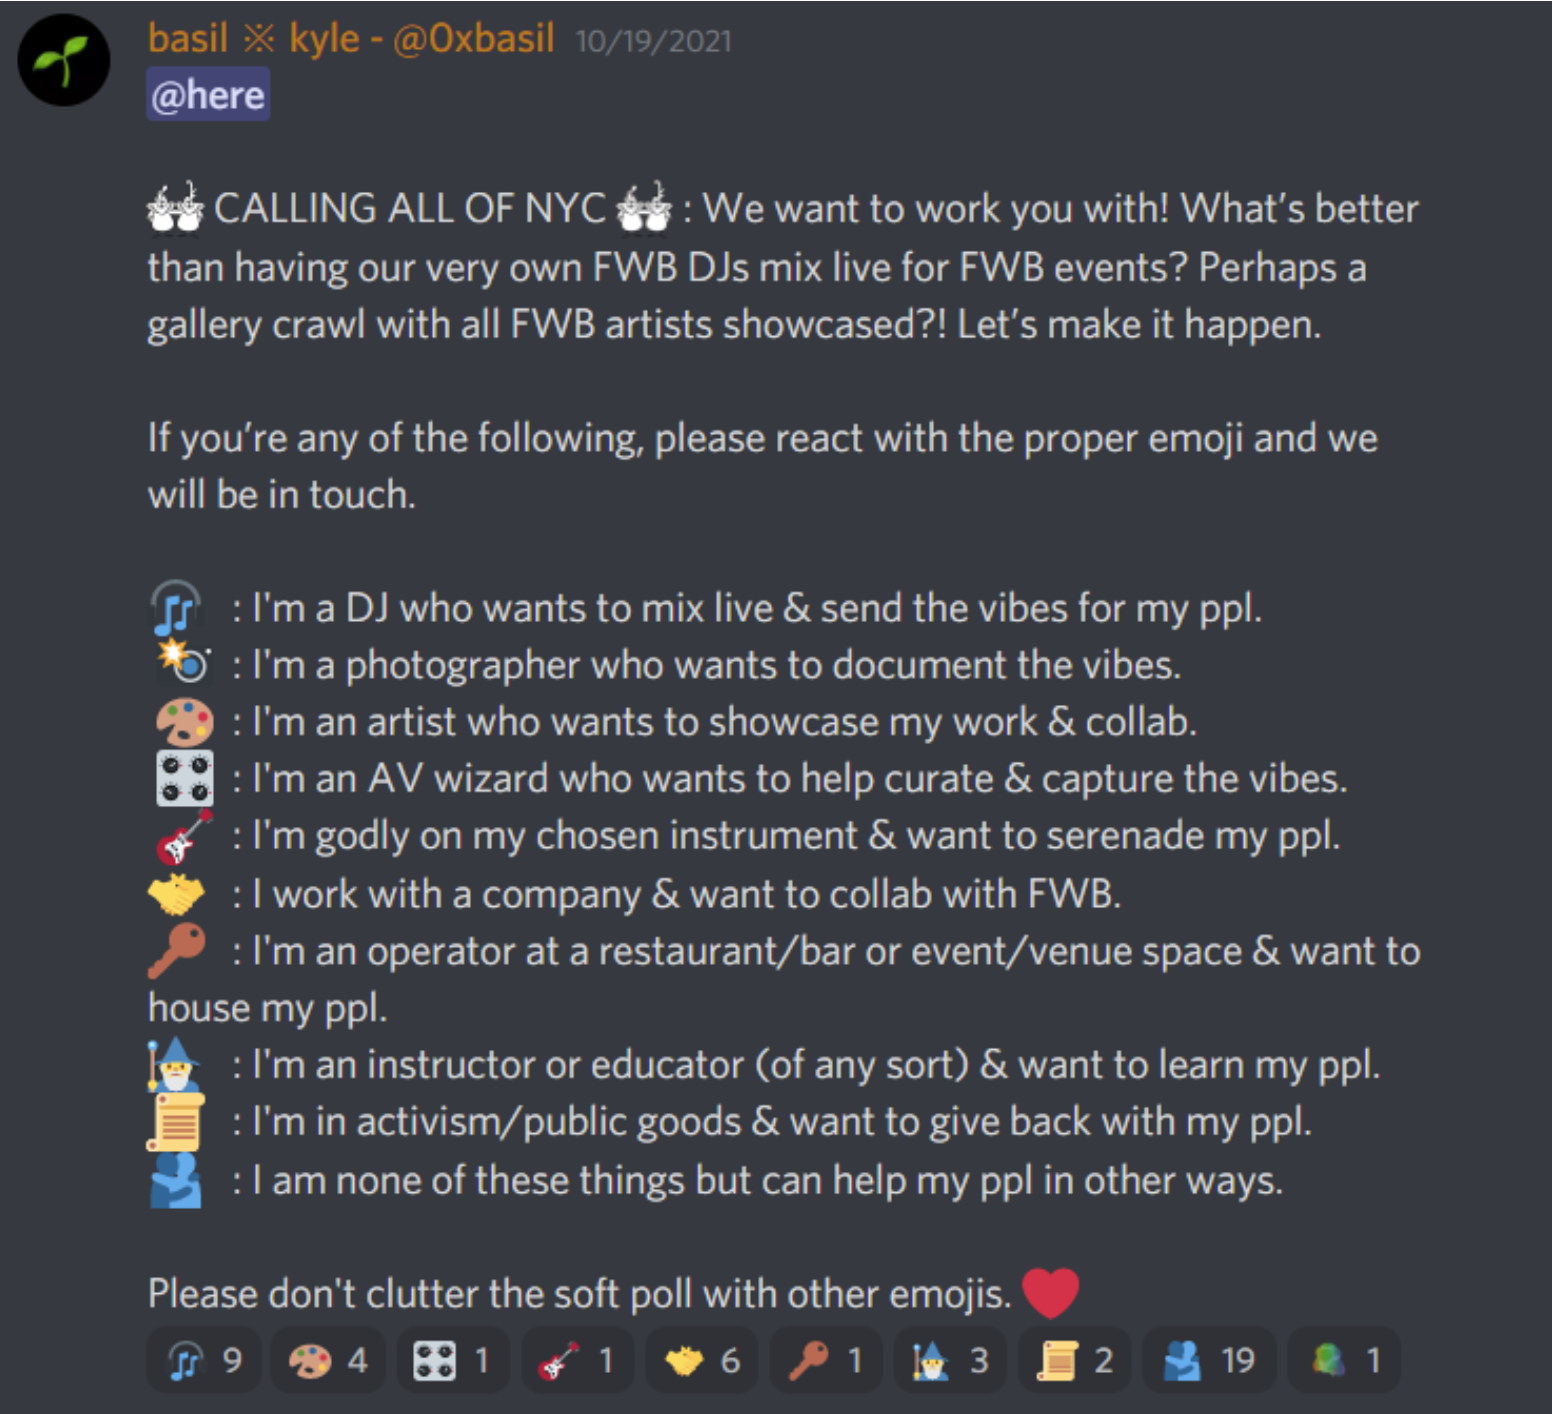 basil ※ kyle - @0xbasil 10/19/2021
@here
CALLING ALL OF NYC : We want to work you with! What's better
than having our very own FWB DJs mix live for FWB events? Perhaps a
gallery crawl with all FWB artists showcased?! Let's make it happen.
If you're any of the following, please react with the proper emoji and we
will be in touch.
: I'm a DJ who wants to mix live & send the vibes for my ppl.
: I'm a photographer who wants to document the vibes.
: I'm an artist who wants to showcase my work & collab.
: I'm an AV wizard who wants to help curate & capture the vibes.
: I'm godly on my chosen instrument & want to serenade my ppl.
: I work with a company & want to collab with FWB.
: I'm an operator at a restaurant/bar or event/venue space & want to
house my ppl.
: I'm an instructor or educator (of any sort) & want to learn my ppl.
: I'm in activism/public goods & want to give back with my ppl.
: I am none of these things but can help my ppl in other ways.
Please don't clutter the soft poll with other emojis.
9 4 1 1 6 1 3 2 19 1